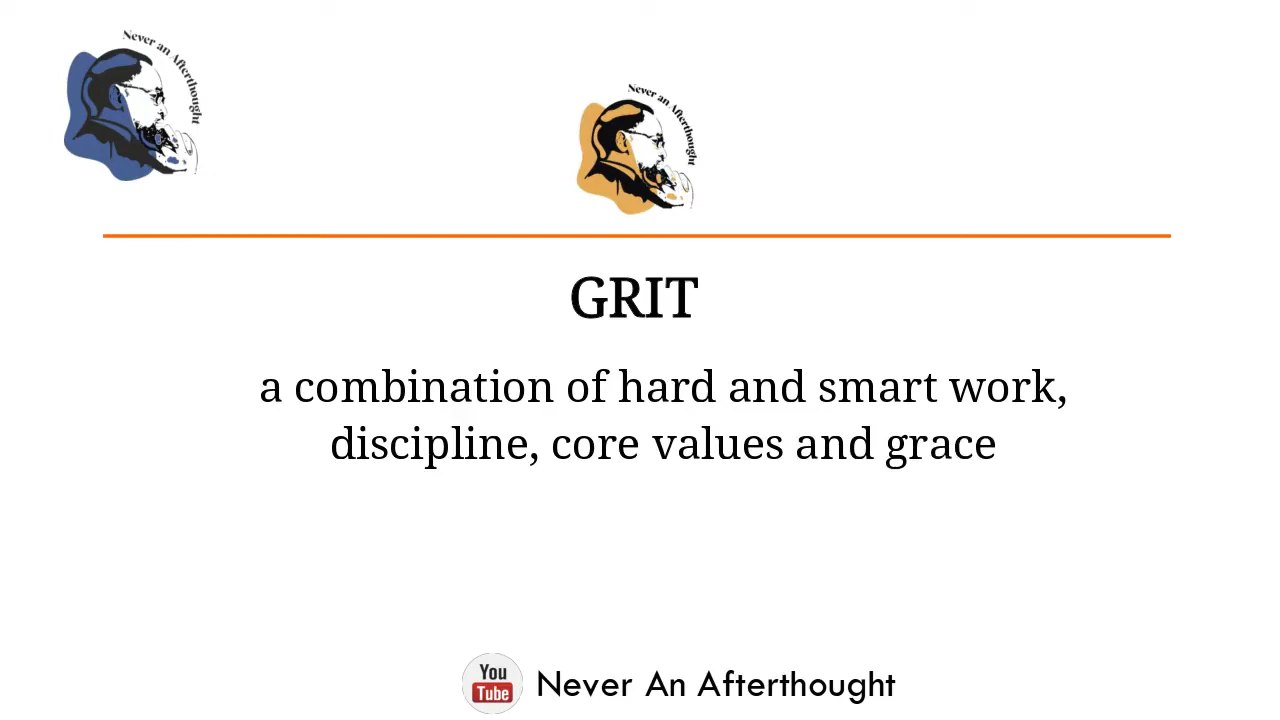 Never an Afterthought
Never an Afterthought
GRIT
a combination of hard and smart work,
discipline, core values and grace
You
Tube
Never An Afterthought